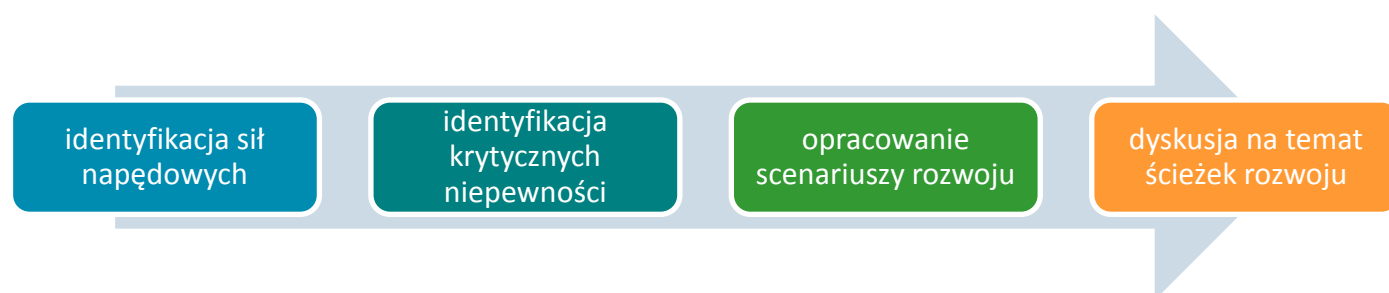 identyfikacja sił
napędowych
identyfikacja
krytycznych
niepewności
opracowanie
scenariuszy rozwoju
dyskusja na temat
ścieżek rozwoju